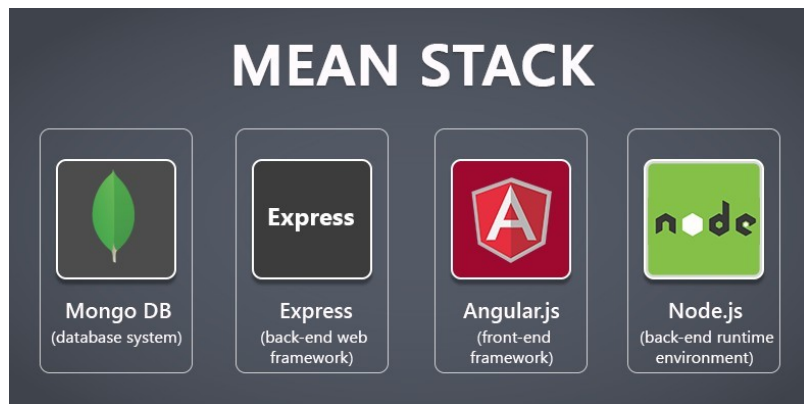 MEAN STACK
Express
node
Mongo DB
(database system)
Express
(back-end web
framework)
Angular.js
(front-end
framework)
Node.js
(back-end runtime
environment)